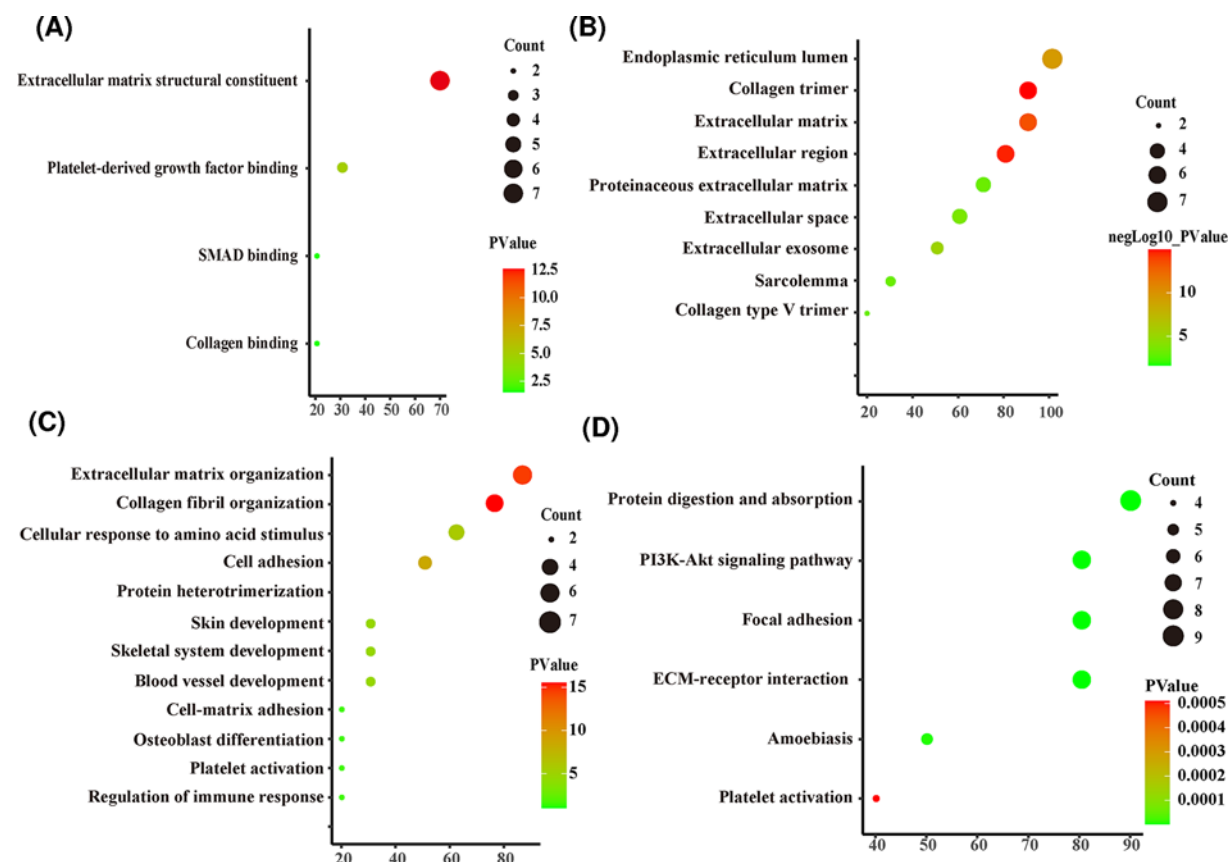 (A)
Extracellular matrix structural constituent
Platelet-derived growth factor binding
SMAD binding
Collagen binding
20 30 40 50 60 70
Count
2
3
4
5
6
7
PValue
12.5
10.0
7.5
5.0
2.5
(B)
Endoplasmic reticulum lumen
Collagen trimer
Extracellular matrix
Extracellular region
Proteinaceous extracellular matrix
Extracellular space
Extracellular exosome
Sarcolemma
Collagen type V trimer
20 40 60 80 100
Count
2
4
6
7
negLog10_PValue
10
5
(C)
Extracellular matrix organization
Collagen fibril organization
Cellular response to amino acid stimulus
Cell adhesion
Protein heterotrimerization
Skin development
Skeletal system development
Blood vessel development
Cell-matrix adhesion
Osteoblast differentiation
Platelet activation
Regulation of immune response
20 40 60 80
Count
2
4
6
7
PValue
15
10
5
(D)
Protein digestion and absorption
PI3K-Akt signaling pathway
Focal adhesion
ECM-receptor interaction
Amoebiasis
Platelet activation
40 50 60 70 80 90
Count
4
5
6
7
8
9
PValue
0.0005
0.0004
0.0003
0.0002
0.0001